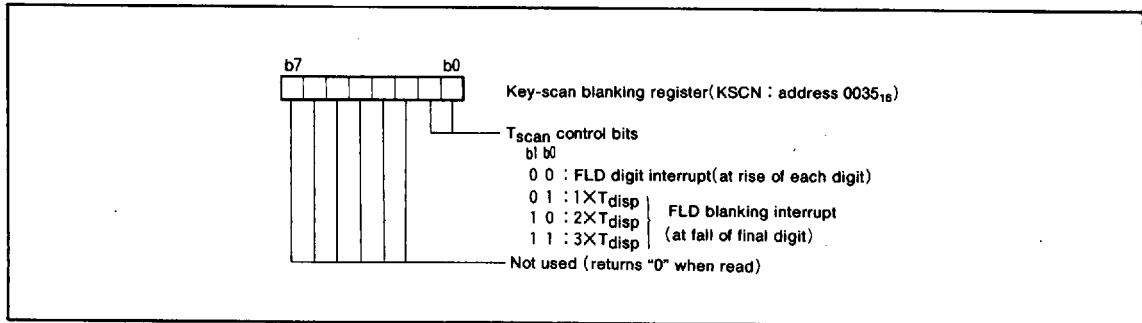 b7 b0
Key-scan blanking register(KSCN : address 0035₁₆)
Tscan control bits
b1 b0
0 0 : FLD digit interrupt(at rise of each digit)
0 1 : 1×Tdisp
1 0 : 2×Tdisp
1 1 : 3×Tdisp
FLD blanking interrupt
(at fall of final digit)
Not used (returns "0" when read)